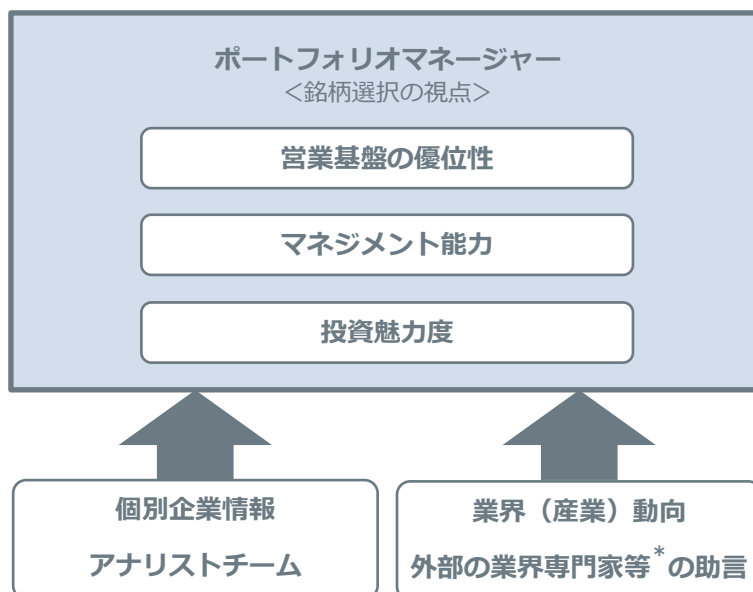 ポートフォリオマネージャー
＜銘柄選択の視点＞
営業基盤の優位性
マネジメント能力
投資魅力度
個別企業情報
アナリストチーム
業界（産業）動向
外部の業界専門家等*の助言